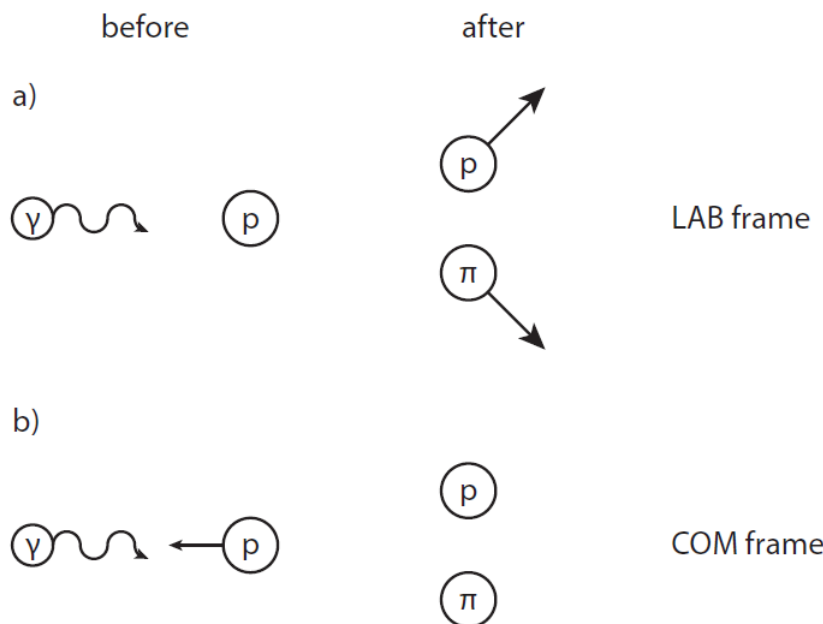 before after
a)
p
γ p LAB frame
π
b)
p
γ p COM frame
π